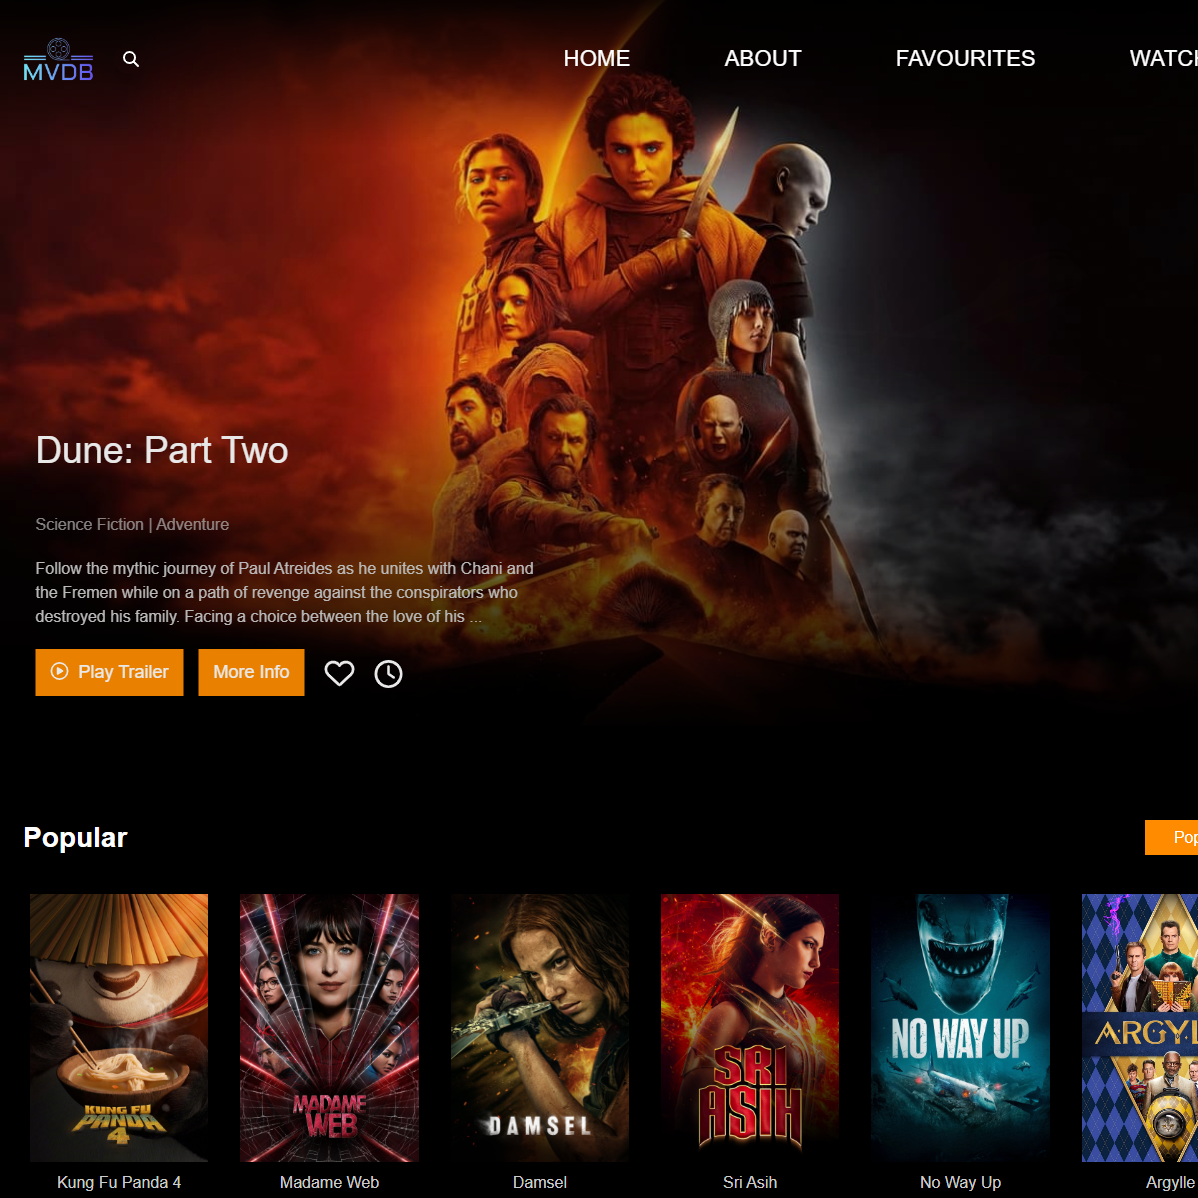 MVDB
HOME
ABOUT
FAVOURITES
WATCH
Dune: Part Two
Science Fiction | Adventure
Follow the mythic journey of Paul Atreides as he unites with Chani and
the Fremen while on a path of revenge against the conspirators who
destroyed his family. Facing a choice between the love of his ...
Play Trailer
More Info
Popular
Pop
KUNG FU
PANDA
4
MADAME
WEB
DAMSEL
SRI
ASIH
NO WAY UP
ARGYL
Kung Fu Panda 4
Madame Web
Damsel
Sri Asih
No Way Up
Argylle